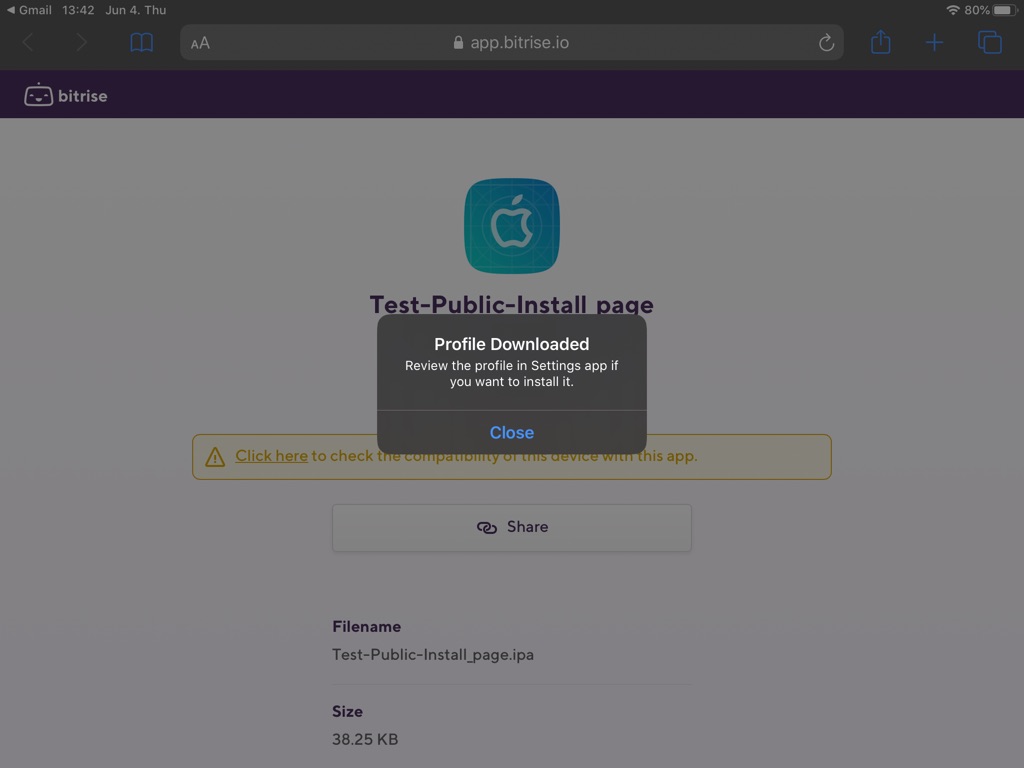 ◀ Gmail 13:42 Jun 4. Thu 80%
AA app.bitrise.io
bitrise
Test-Public-Install page
Profile Downloaded
Review the profile in Settings app if
you want to install it.
Close
Click here to check the compatibility of this device with this app.
Share
Filename
Test-Public-Install_page.ipa
Size
38.25 KB